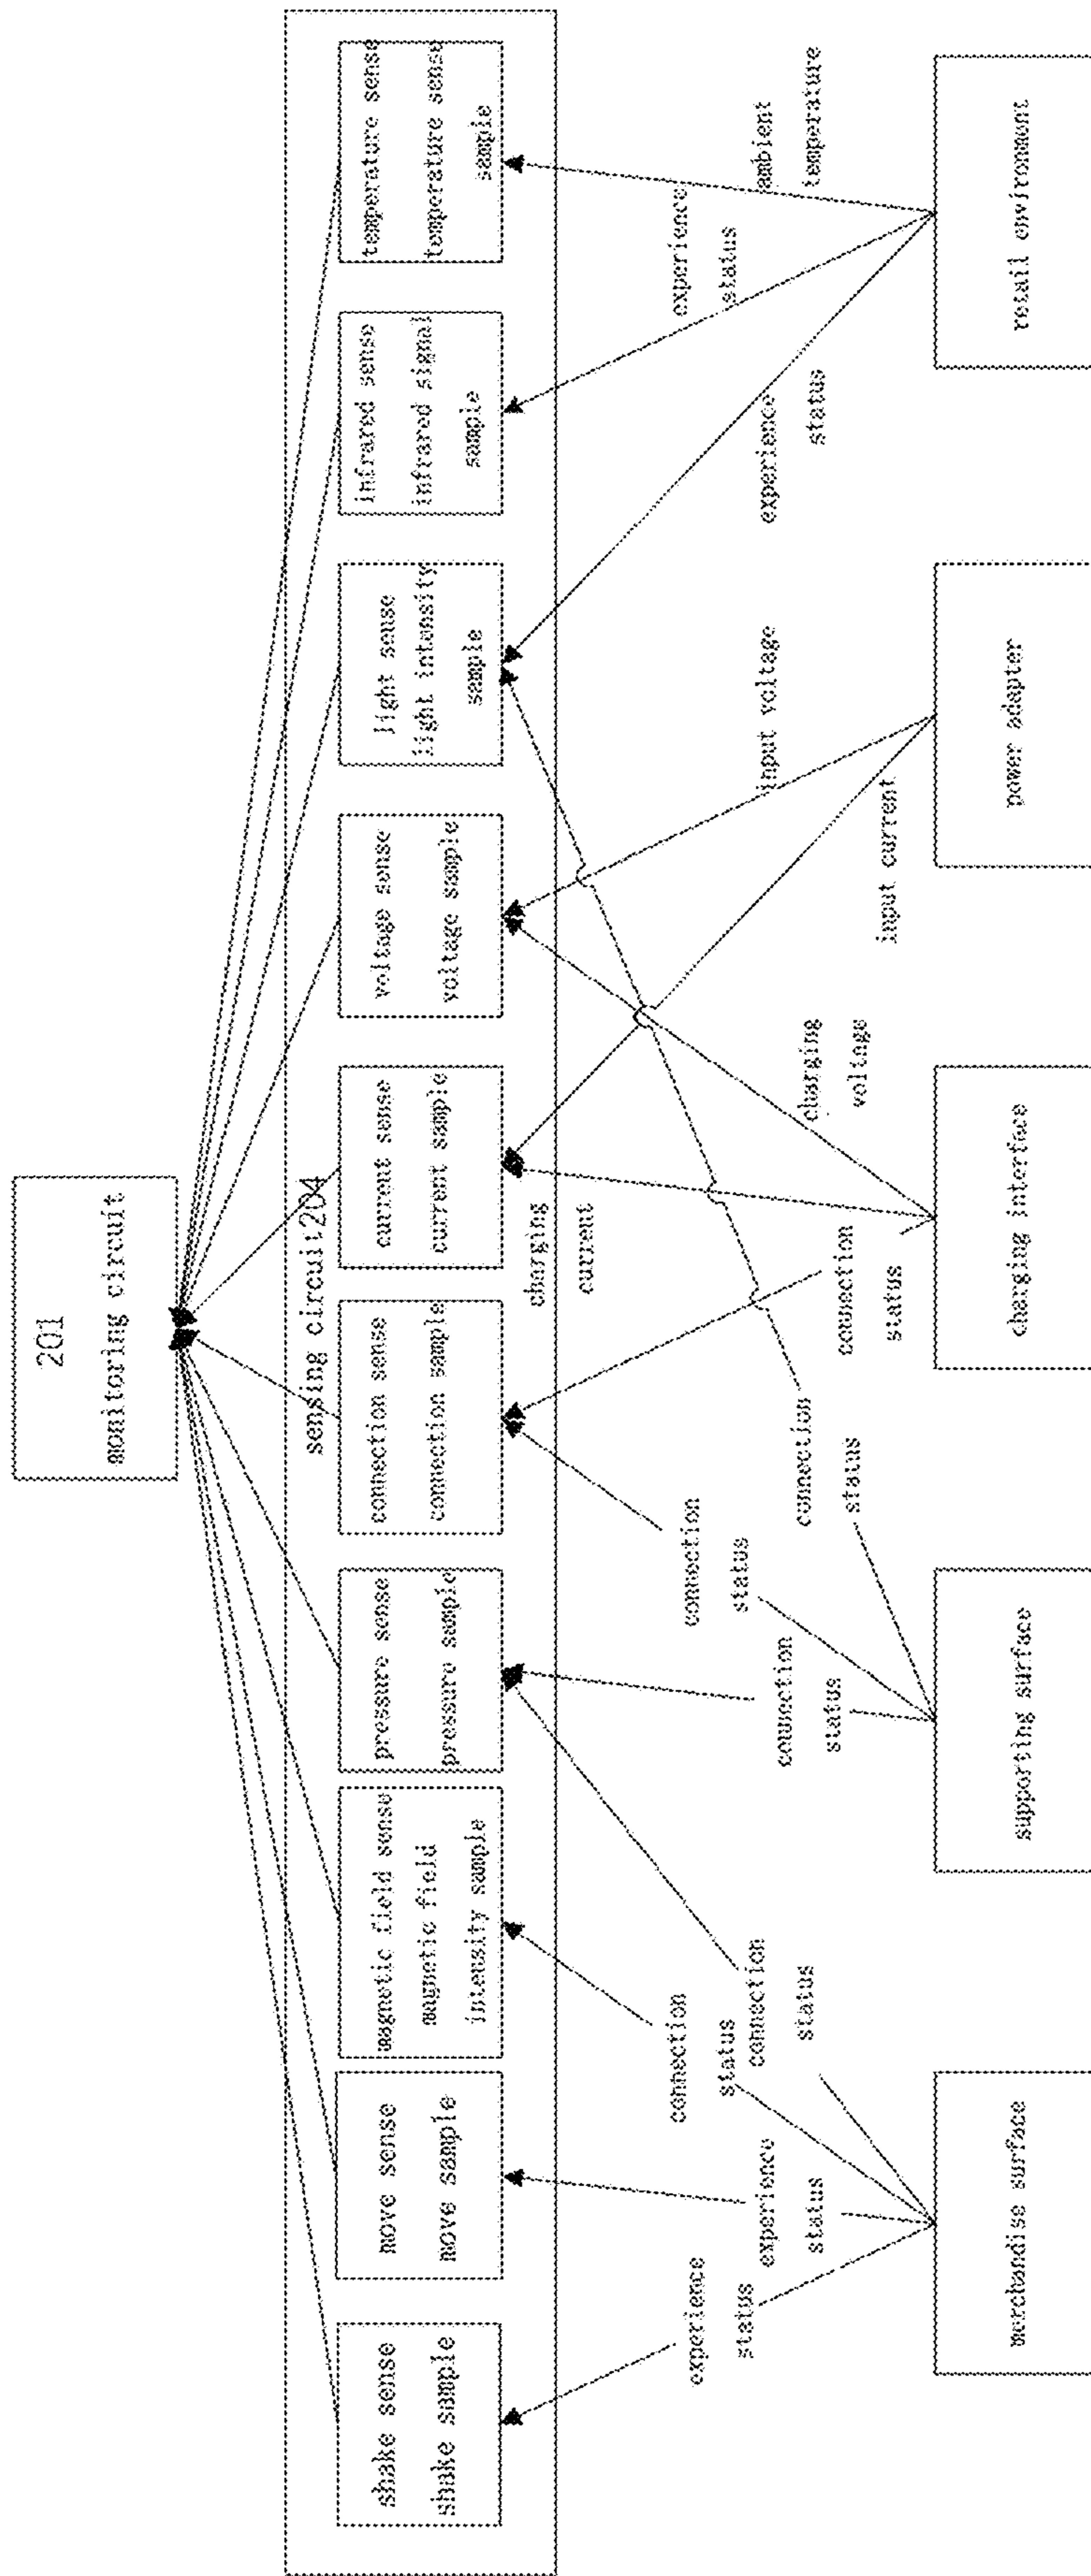 201
monitoring circuit
sensing circuit204
shake sense
shake sample
move sense
move sample
magnetic field sense
magnetic field
intensity sample
pressure sense
pressure sample
connection sense
connection sample
current sense
current sample
voltage sense
voltage sample
light sense
light intensity
sample
infrared sense
infrared signal
sample
temperature sense
temperature sense
sample
experience
status
experience
status
connection
status
connection
status
connection
status
connection
status
connection
status
connection
status
charging
current
charging
voltage
input current
input voltage
experience
status
experience
status
ambient
temperature
merchandise surface
supporting surface
charging interface
power adapter
retail environment